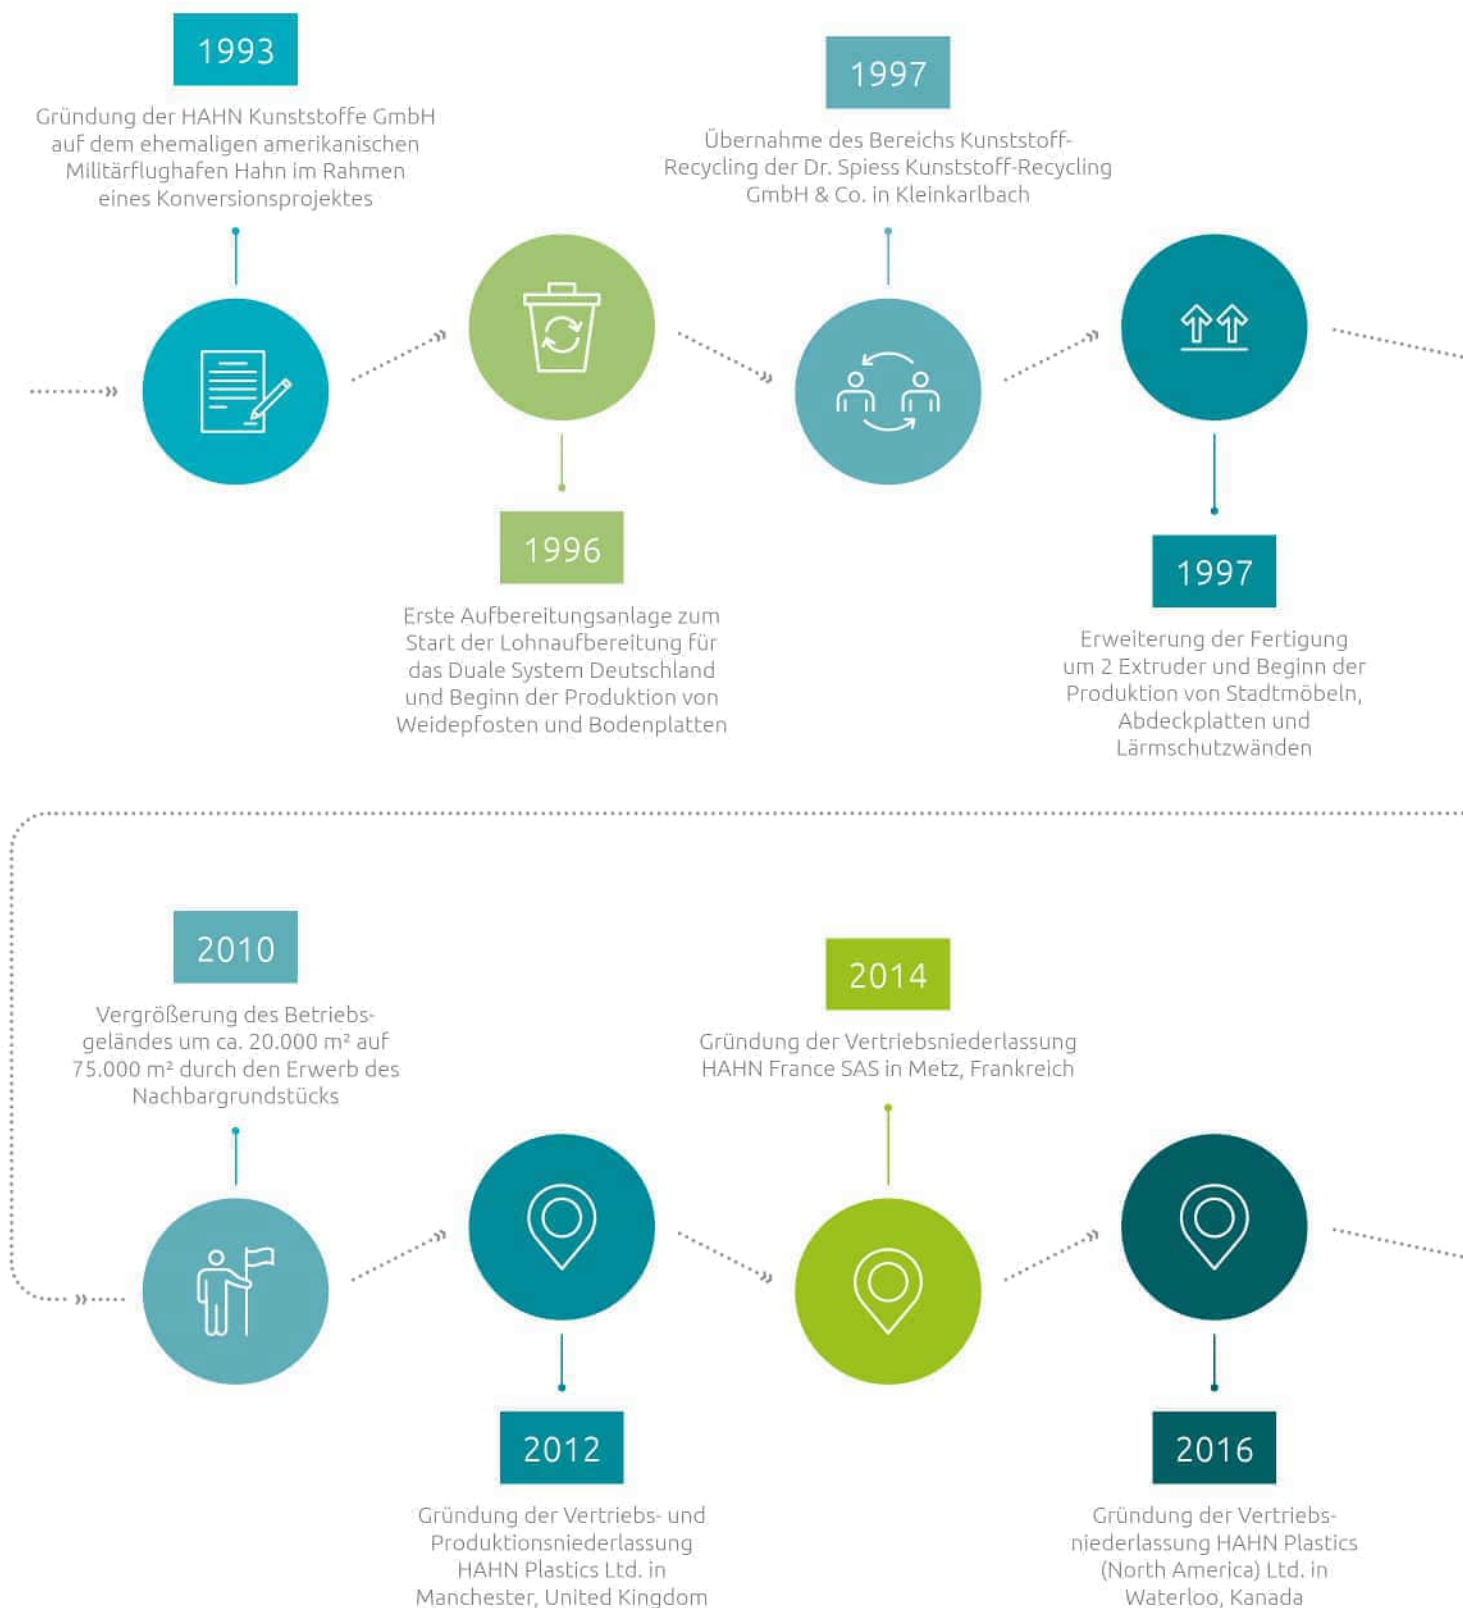 1993
Gründung der HAHN Kunststoffe GmbH
auf dem ehemaligen amerikanischen
Militärflughafen Hahn im Rahmen
eines Konversionsprojektes
1996
Erste Aufbereitungsanlage zum
Start der Lohnaufbereitung für
das Duale System Deutschland
und Beginn der Produktion von
Weidepfosten und Bodenplatten
1997
Übernahme des Bereichs Kunststoff-
Recycling der Dr. Spiess Kunststoff-Recycling
GmbH & Co. in Kleinkarlbach
1997
Erweiterung der Fertigung
um 2 Extruder und Beginn der
Produktion von Stadtmöbeln,
Abdeckplatten und
Lärmschutzwänden
2010
Vergrößerung des Betriebs-
geländes um ca. 20.000 m² auf
75.000 m² durch den Erwerb des
Nachbargrundstücks
2012
Gründung der Vertriebs- und
Produktionsniederlassung
HAHN Plastics Ltd. in
Manchester, United Kingdom
2014
Gründung der Vertriebsniederlassung
HAHN France SAS in Metz, Frankreich
2016
Gründung der Vertriebs-
niederlassung HAHN Plastics
(North America) Ltd. in
Waterloo, Kanada